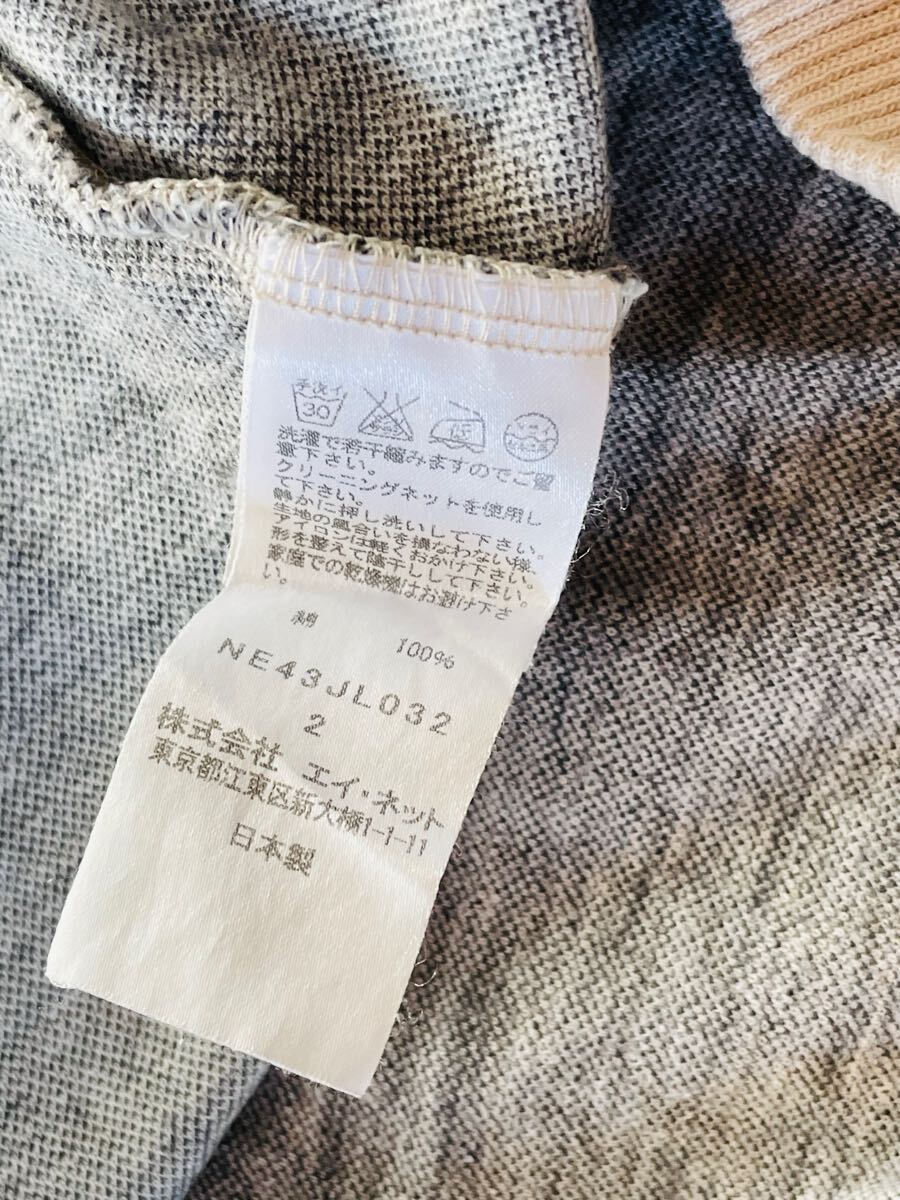 手洗イ
30
洗濯で若干縮みますのでご留
意下さい。
クリーニングネットを使用し
て下さい。
静かに押し洗いして下さい。
生地の風合いを損なわない様、
アイロンは軽くおかけ下さい。
形を整えて陰干しして下さい。
家庭での乾燥機はお避け下さ
い。
綿 100%
NE43JL032
2
株式会社 エイ・ネット
東京都江東区新大橋1-1-11
日本製